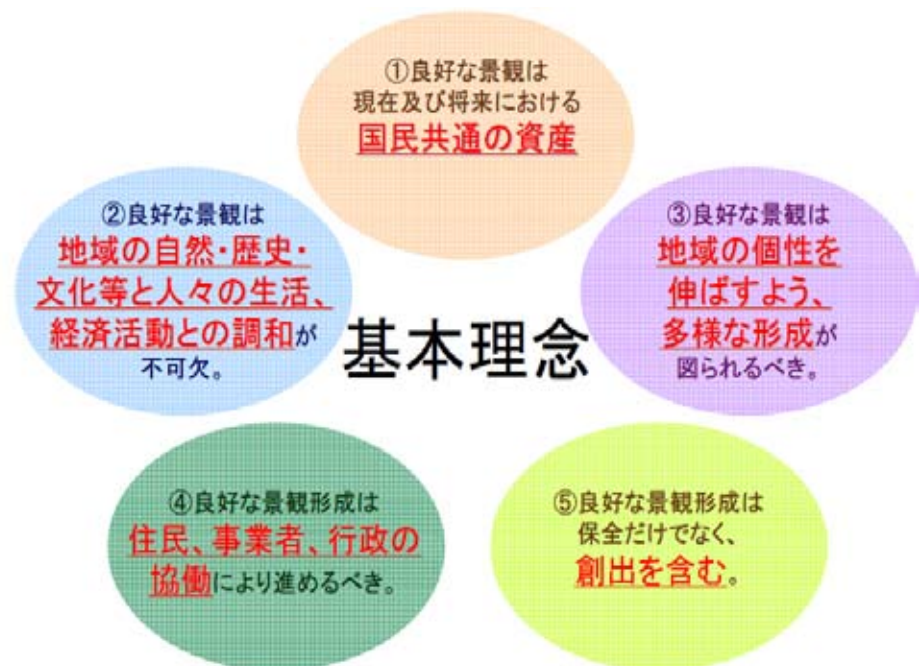 ①良好な景観は
現在及び将来における
国民共通の資産
②良好な景観は
地域の自然・歴史・
文化等と人々の生活、
経済活動との調和が
不可欠。
③良好な景観は
地域の個性を
伸ばすよう、
多様な形成が
図られるべき。
基本理念
④良好な景観形成は
住民、事業者、行政の
協働により進めるべき。
⑤良好な景観形成は
保全だけでなく、
創出を含む。